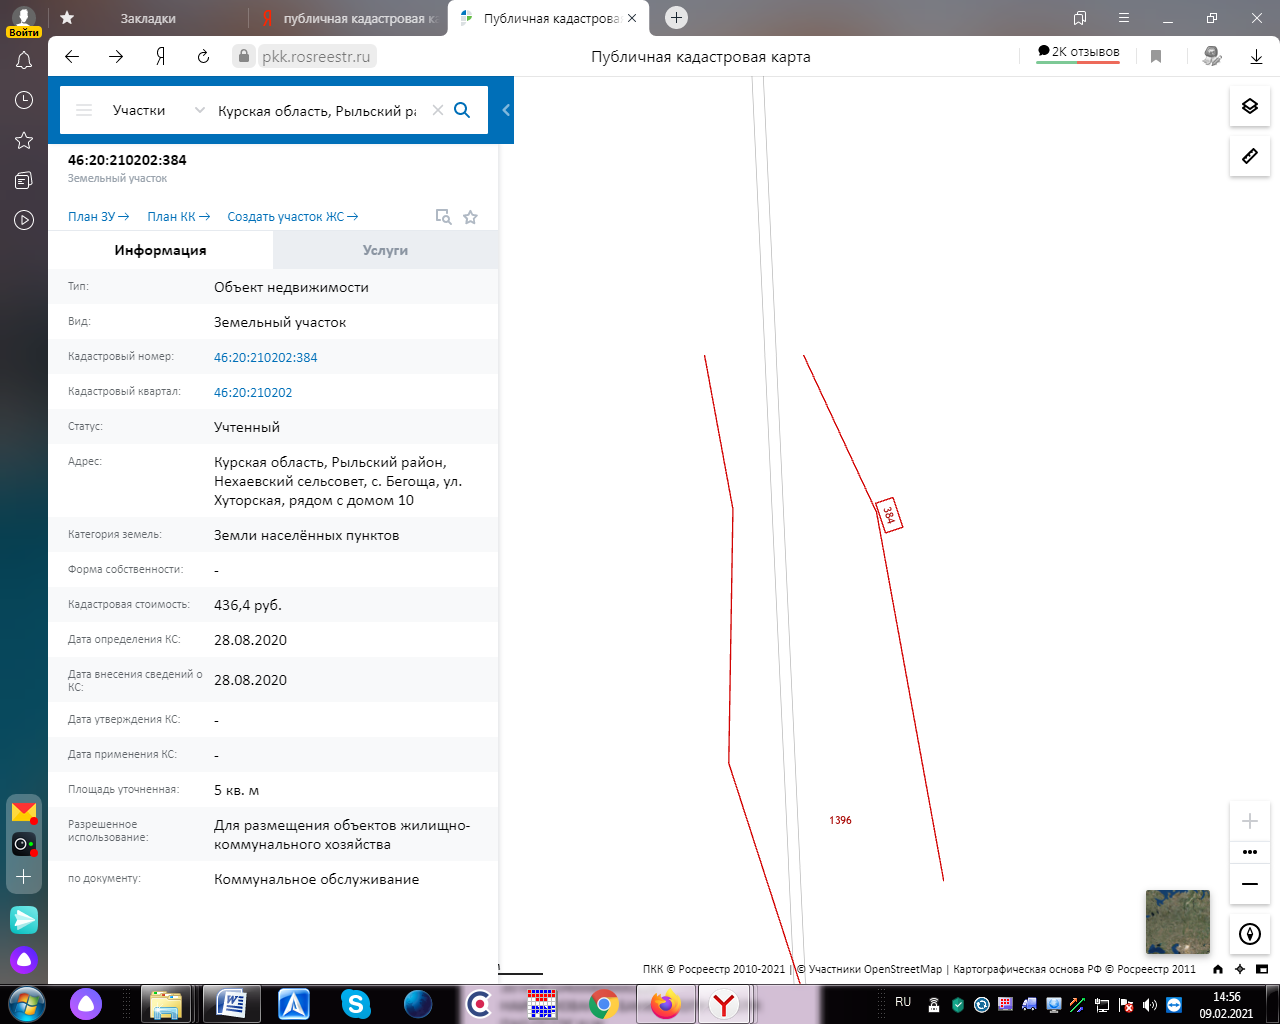 Войти
Закладки
публичная кадастровая к
Публичная кадастрова
pkk.rosreestr.ru
Публичная кадастровая карта
2К отзывов
Участки
Курская область, Рыльский ра
46:20:210202:384
Земельный участок
План ЗУ→
План КК→
Создать участок ЖС→
Информация
Услуги
Тип:
Объект недвижимости
Вид:
Земельный участок
Кадастровый номер:
46:20:210202:384
Кадастровый квартал:
46:20:210202
Статус:
Учтенный
Адрес:
Курская область, Рыльский район,
Нехаевский сельсовет, с. Бегоща, ул.
Хуторская, рядом с домом 10
Категория земель:
Земли населённых пунктов
Форма собственности:
-
Кадастровая стоимость:
436,4 руб.
Дата определения КС:
28.08.2020
Дата внесения сведений о
КС:
28.08.2020
Дата утверждения КС:
-
Дата применения КС:
-
Площадь уточненная:
5 кв. м
Разрешенное
использование:
Для размещения объектов жилищно-
коммунального хозяйства
по документу:
Коммунальное обслуживание
384
1396
ПКК © Росреестр 2010-2021 | © Участники OpenStreetMap | Картографическая основа РФ © Росреестр 2011
RU
14:56
09.02.2021